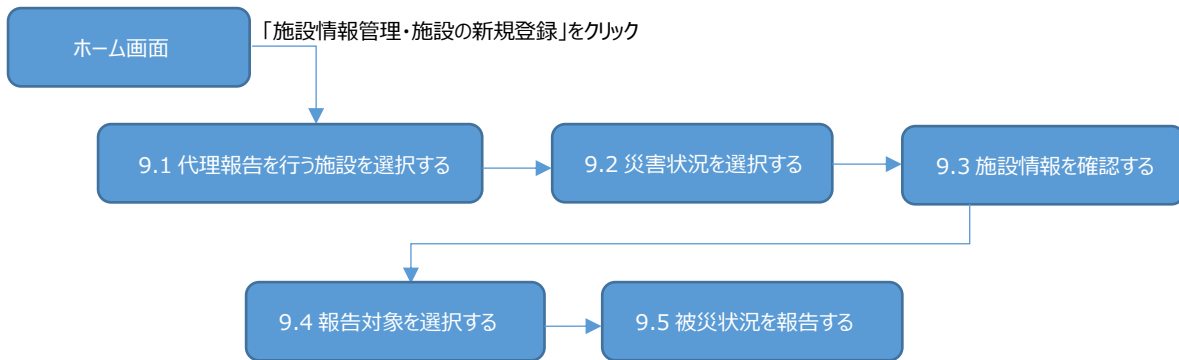 ホーム画面
「施設情報管理・施設の新規登録」をクリック
9.1 代理報告を行う施設を選択する
9.2 災害状況を選択する
9.3 施設情報を確認する
9.4 報告対象を選択する
9.5 被災状況を報告する